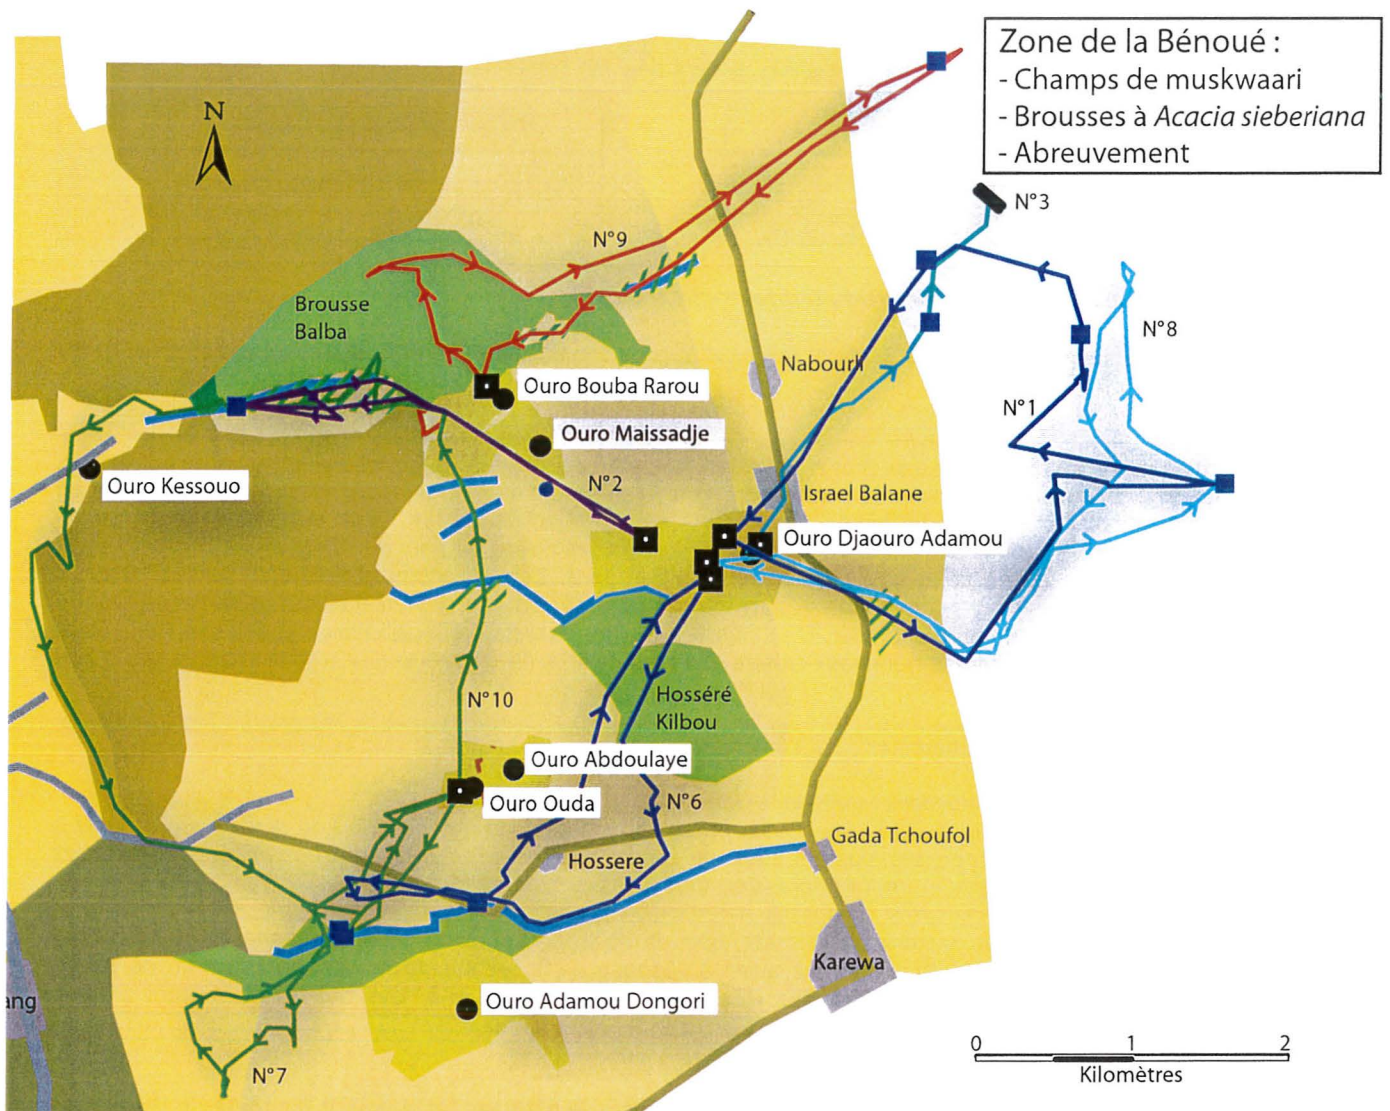 Zone de la Bénoué :
- Champs de muskwaari
- Brousses à Acacia sieberiana
- Abreuvement
N
N°3
N°9
Brousse
Balba
N°8
Nabourli
Ouro Bouba Rarou
N°1
Ouro Maissadje
Ouro Kessouo
N°2
Israel Balane
Ouro Djaouro Adamou
N°10
Hosséré
Kilbou
Ouro Abdoulaye
Ouro Ouda
N°6
Gada Tchoufol
Hossere
Karewa
ang
Ouro Adamou Dongori
N°7
0 1 2
Kilomètres